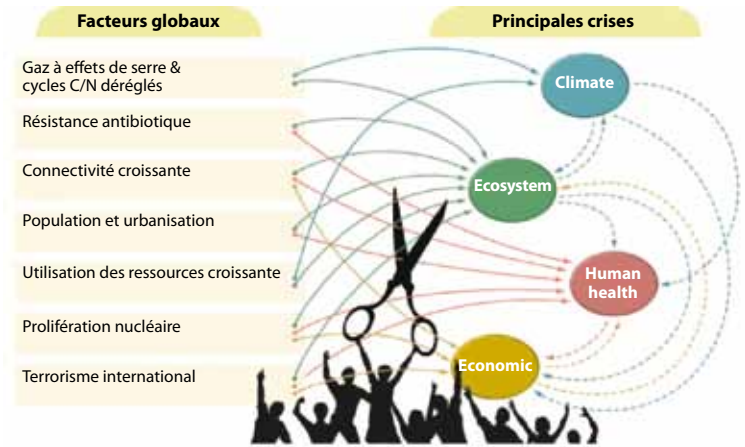 Facteurs globaux
Principales crises
Gaz à effets de serre &
cycles C/N déréglés
Résistance antibiotique
Connectivité croissante
Population et urbanisation
Utilisation des ressources croissante
Prolifération nucléaire
Terrorisme international
Climate
Ecosystem
Human
health
Economic